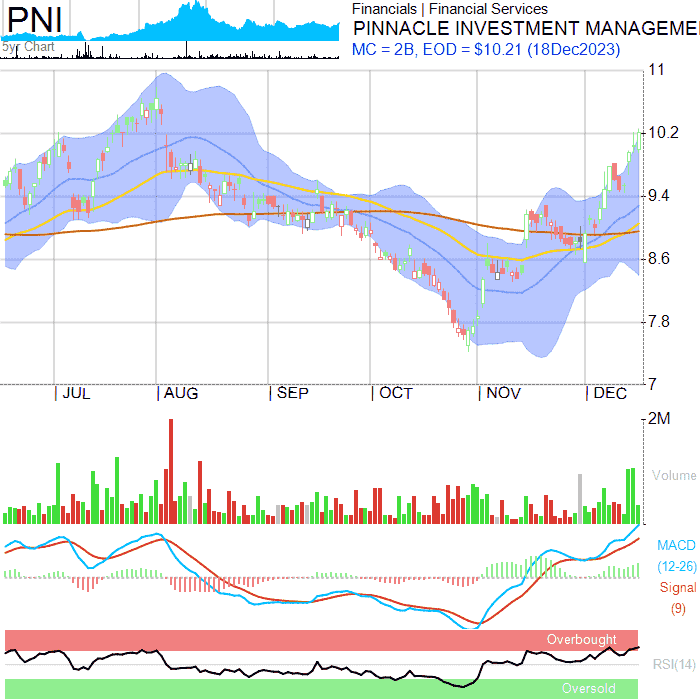 PNI
Financials | Financial Services
PINNACLE INVESTMENT MANAGEME
5yr Chart
MC = 2B, EOD = $10.21 (18Dec2023)
11
10.2
9.4
8.6
7.8
7
JUL AUG SEP OCT NOV DEC
2M
Volume
MACD
(12-26)
Signal
(9)
Overbought
RSI(14)
Oversold